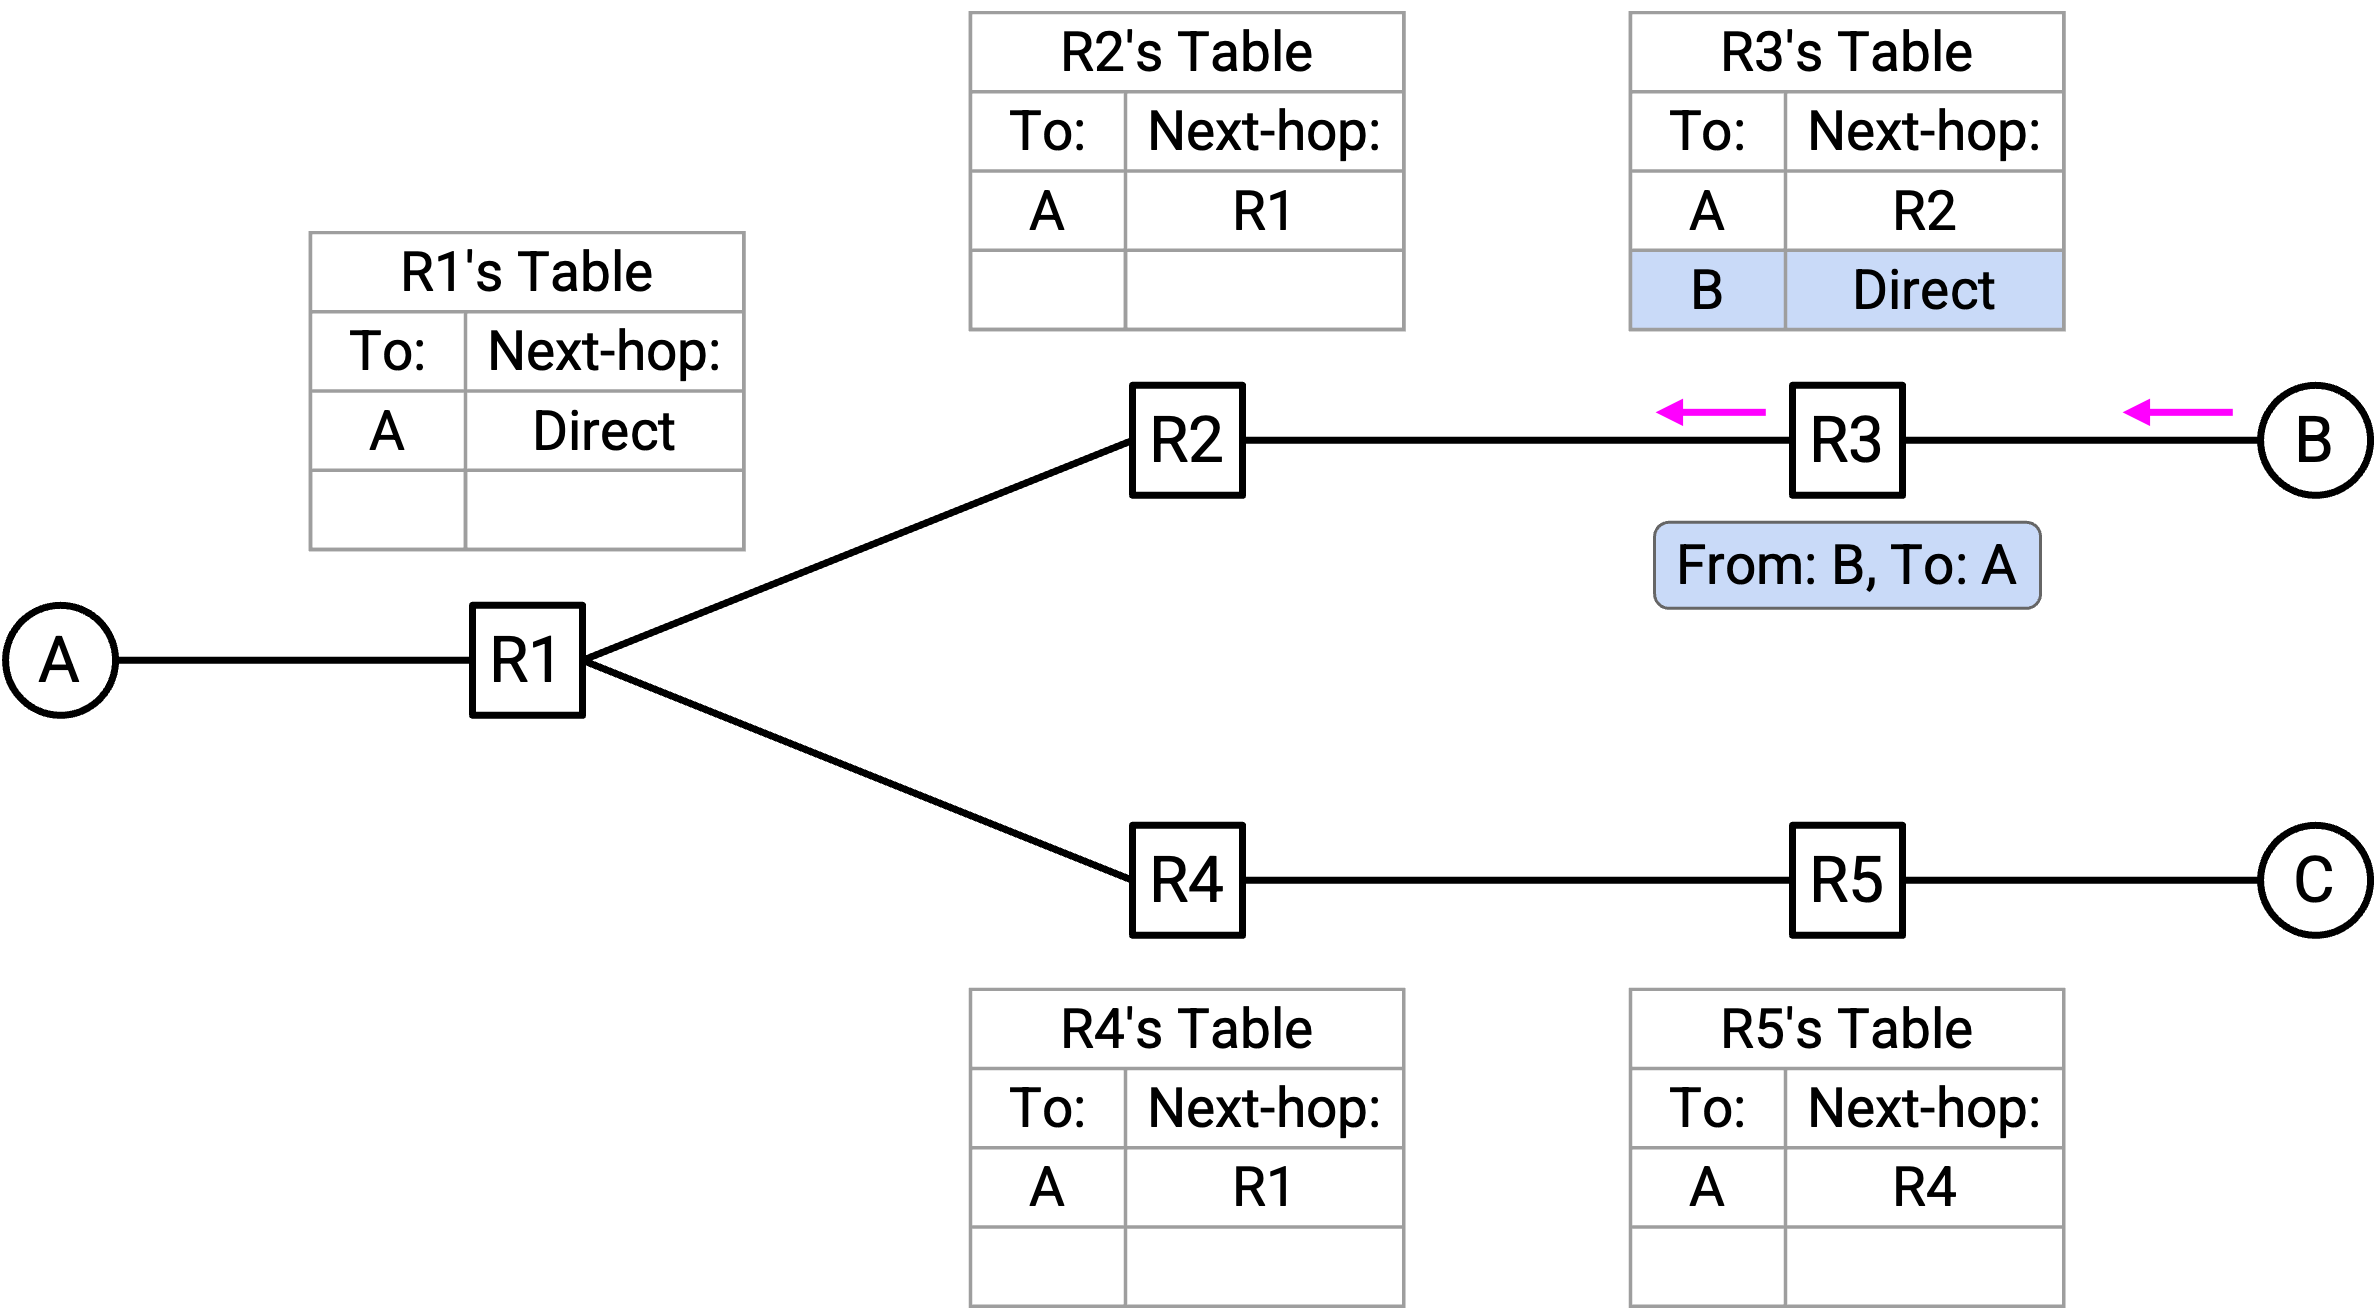 R2's Table
To: Next-hop:
A R1
R3's Table
To: Next-hop:
A R2
B Direct
R1's Table
To: Next-hop:
A Direct
R2
R3
B
From: B, To: A
A
R1
R4
R5
C
R4's Table
To: Next-hop:
A R1
R5's Table
To: Next-hop:
A R4